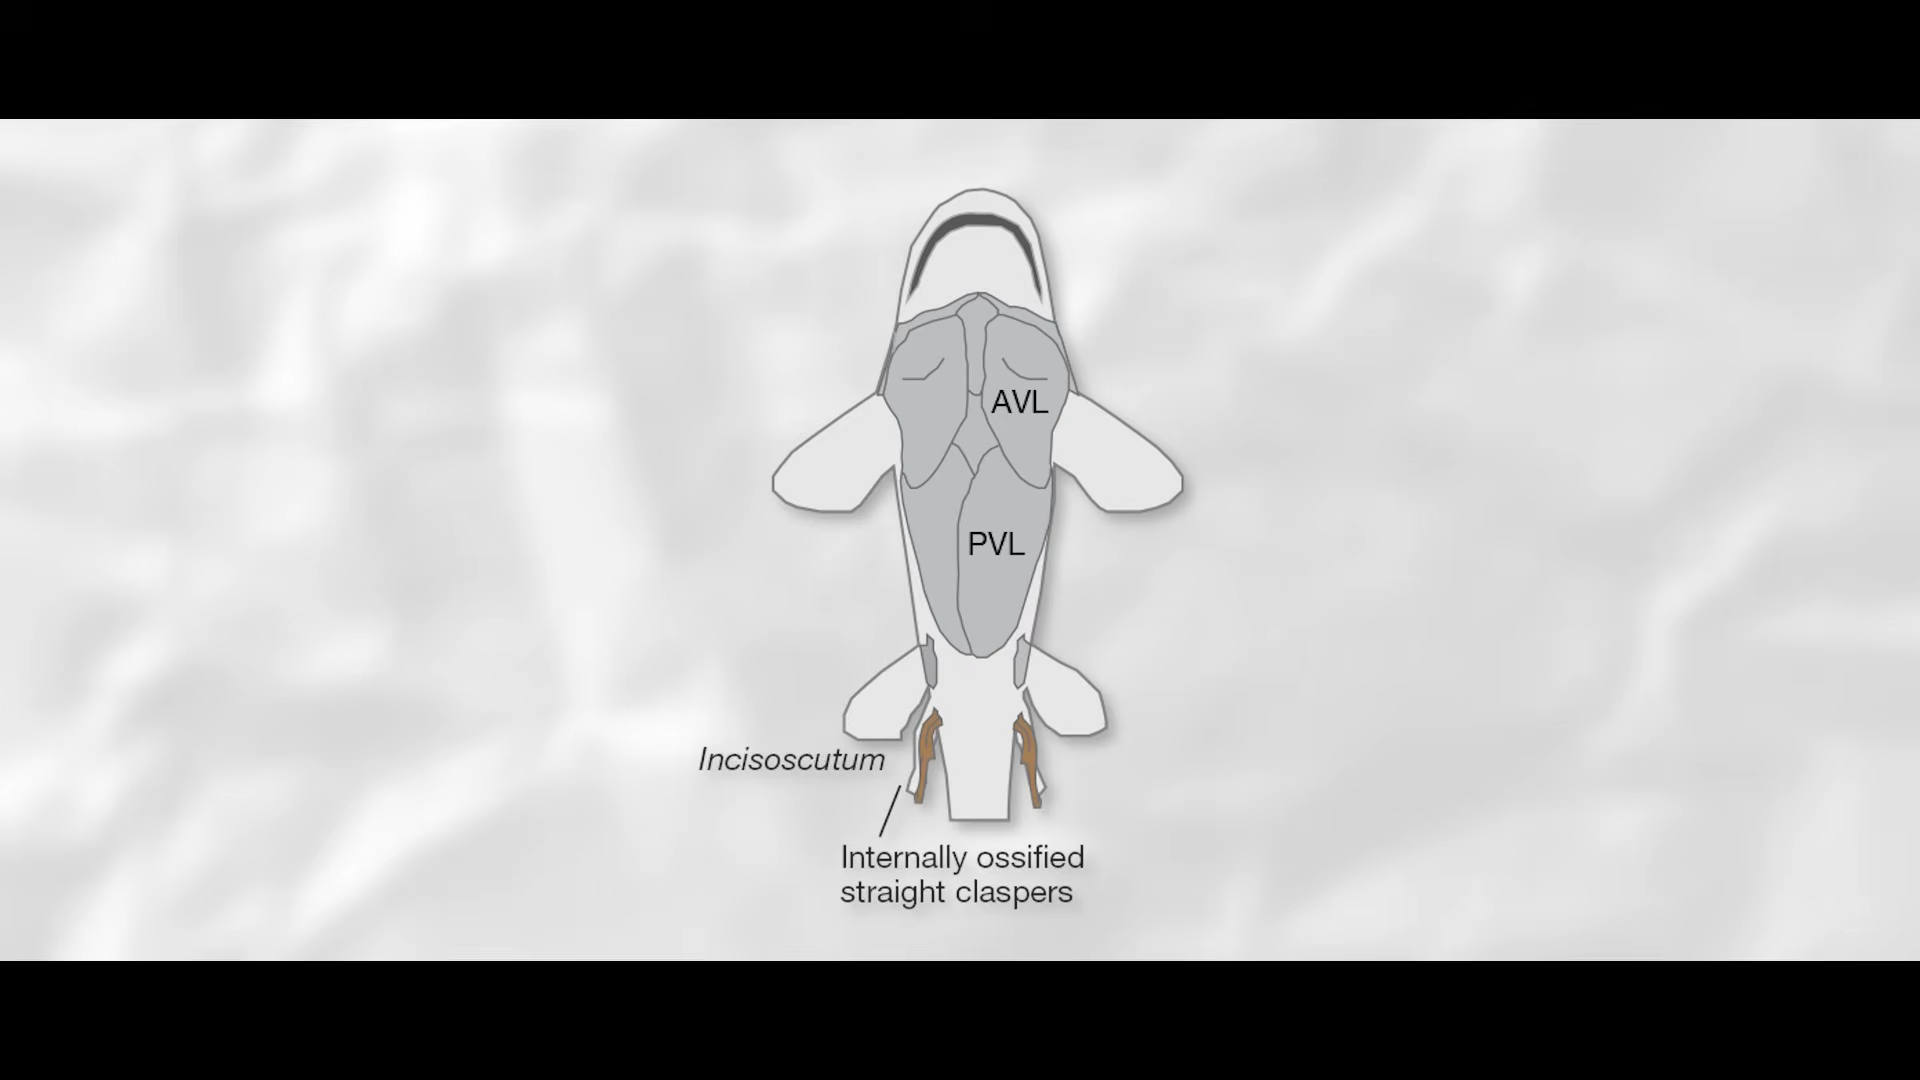 AVL
PVL
Incisoscutum
Internally ossified
straight claspers